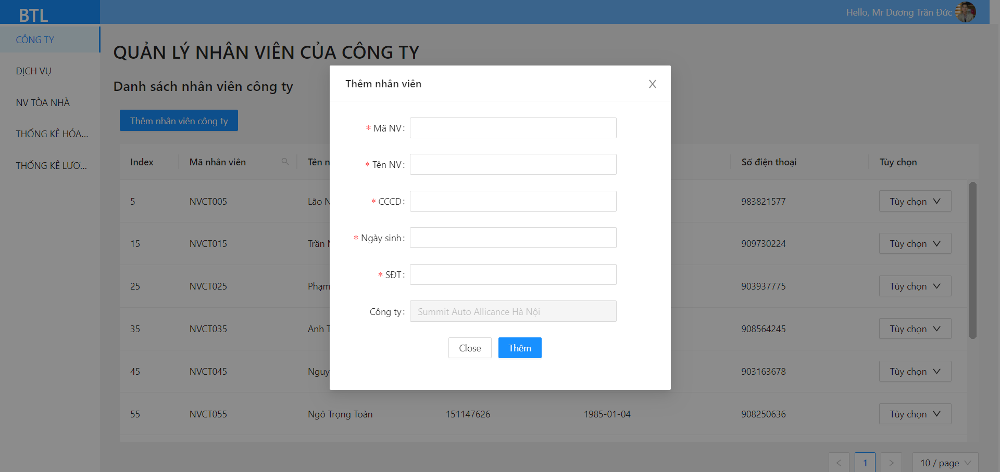 BTL
Hello, Mr Dương Trần Đức
CÔNG TY
DỊCH VỤ
NV TÒA NHÀ
THỐNG KÊ HÓA...
THỐNG KÊ LƯƠ...
QUẢN LÝ NHÂN VIÊN CỦA CÔNG TY
Danh sách nhân viên công ty
Thêm nhân viên công ty
Index Mã nhân viên Tên n Số điện thoại Tùy chọn
5 NVCT005 Lão N 983821577 Tùy chọn
15 NVCT015 Trần 909730224 Tùy chọn
25 NVCT025 Phạm 903937775 Tùy chọn
35 NVCT035 Anh T 908564245 Tùy chọn
45 NVCT045 Nguy 903163678 Tùy chọn
55 NVCT055 Ngô Trọng Toàn 151147626 1985-01-04 908250636 Tùy chọn
< 1 > 10 / page
Thêm nhân viên
* Mã NV:
* Tên NV:
* CCCD:
* Ngày sinh:
* SĐT:
Công ty: Summit Auto Allicance Hà Nội
Close Thêm